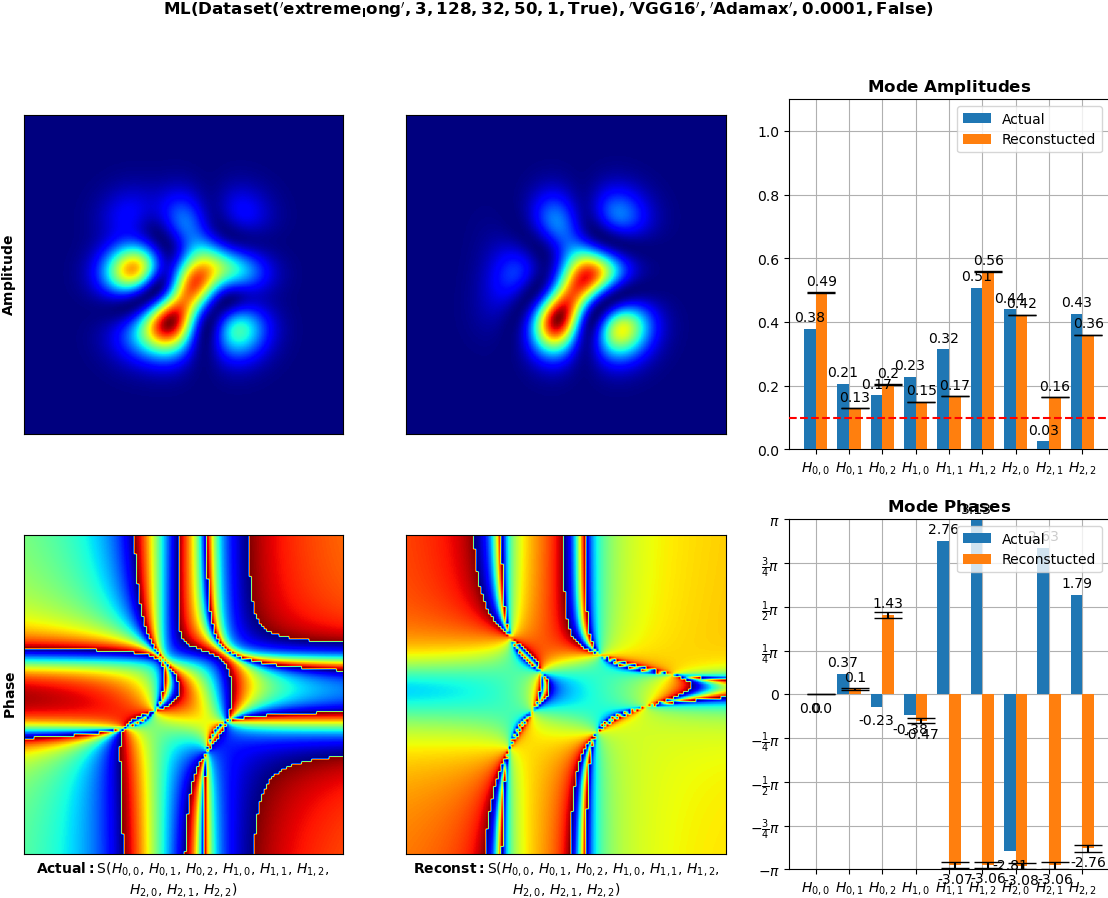 ML(Dataset(′extremeₗong′, 3, 128, 32, 50, 1, True), ′VGG16′, ′Adamax′, 0.0001, False)
Amplitude
Mode Amplitudes
Actual
Reconstucted
1.0
0.8
0.6
0.4
0.2
0.0
0.38
0.49
0.21
0.13
0.17
0.2
0.23
0.15
0.32
0.17
0.51
0.56
0.44
0.42
0.03
0.16
0.43
0.36
H0,0 H0,1 H0,2 H1,0 H1,1 H1,2 H2,0 H2,1 H2,2
Phase
Mode Phases
Actual
Reconstucted
π
3/4π
1/2π
1/4π
0
−1/4π
−1/2π
−3/4π
−π
0.0
0.37
0.1
-0.23
1.43
-0.38
-0.47
2.76
-3.07
3.13
-3.06
-2.81
-3.08
2.63
-3.06
1.79
-2.76
H0,0 H0,1 H0,2 H1,0 H1,1 H1,2 H2,0 H2,1 H2,2
Actual: S(H0,0, H0,1, H0,2, H1,0, H1,1, H1,2,
H2,0, H2,1, H2,2)
Reconst: S(H0,0, H0,1, H0,2, H1,0, H1,1, H1,2,
H2,0, H2,1, H2,2)